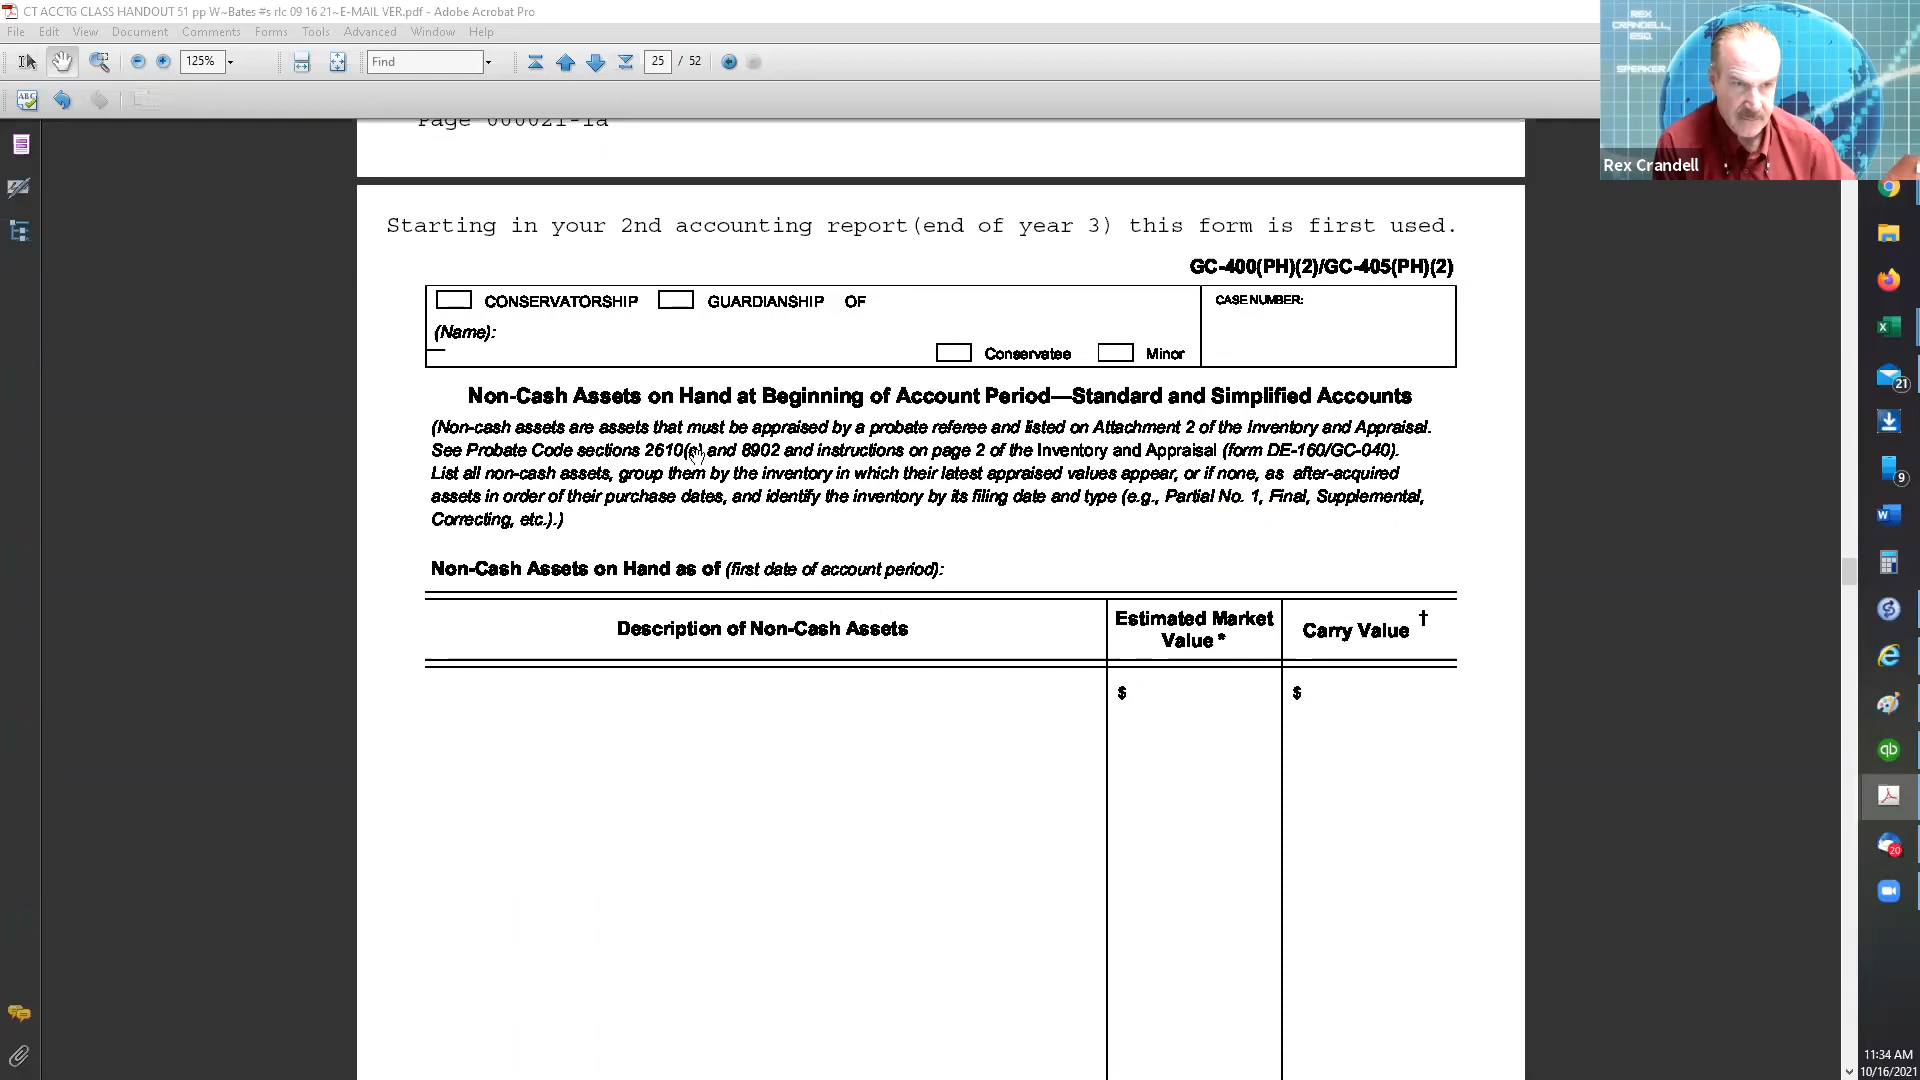 CT ACCTG CLASS HANDOUT 51 pp W~Bates #s rlc 09 16 21~E-MAIL VER.pdf - Adobe Acrobat Pro
File Edit View Document Comments Forms Tools Advanced Window Help
125% Find 25 / 52
Page 000021-1a
REX
CRANDELL,
ESQ.
SPEAKER
Rex Crandell
Starting in your 2nd accounting report(end of year 3) this form is first used.
GC-400(PH)(2)/GC-405(PH)(2)
CONSERVATORSHIP GUARDIANSHIP OF
CASE NUMBER:
(Name):
Conservatee Minor
Non-Cash Assets on Hand at Beginning of Account Period—Standard and Simplified Accounts
(Non-cash assets are assets that must be appraised by a probate referee and listed on Attachment 2 of the Inventory and Appraisal.
See Probate Code sections 2610(c) and 8902 and instructions on page 2 of the Inventory and Appraisal (form DE-160/GC-040).
List all non-cash assets, group them by the inventory in which their latest appraised values appear, or if none, as after-acquired
assets in order of their purchase dates, and identify the inventory by its filing date and type (e.g., Partial No. 1, Final, Supplemental,
Correcting, etc.).)
Non-Cash Assets on Hand as of (first date of account period):
Description of Non-Cash Assets
Estimated Market
Value *
Carry Value †
$ $
21
9
20
11:34 AM
10/16/2021